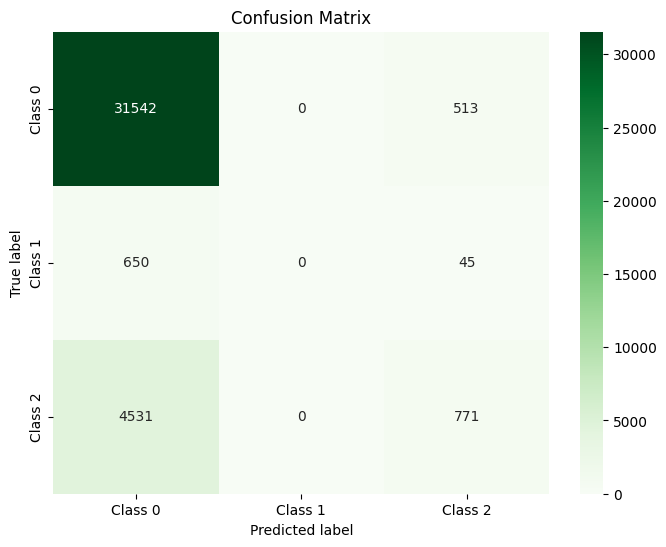 Confusion Matrix
True label
Class 0
31542 0 513
Class 1
650 0 45
Class 2
4531 0 771
Class 0 Class 1 Class 2
Predicted label
30000
25000
20000
15000
10000
5000
0